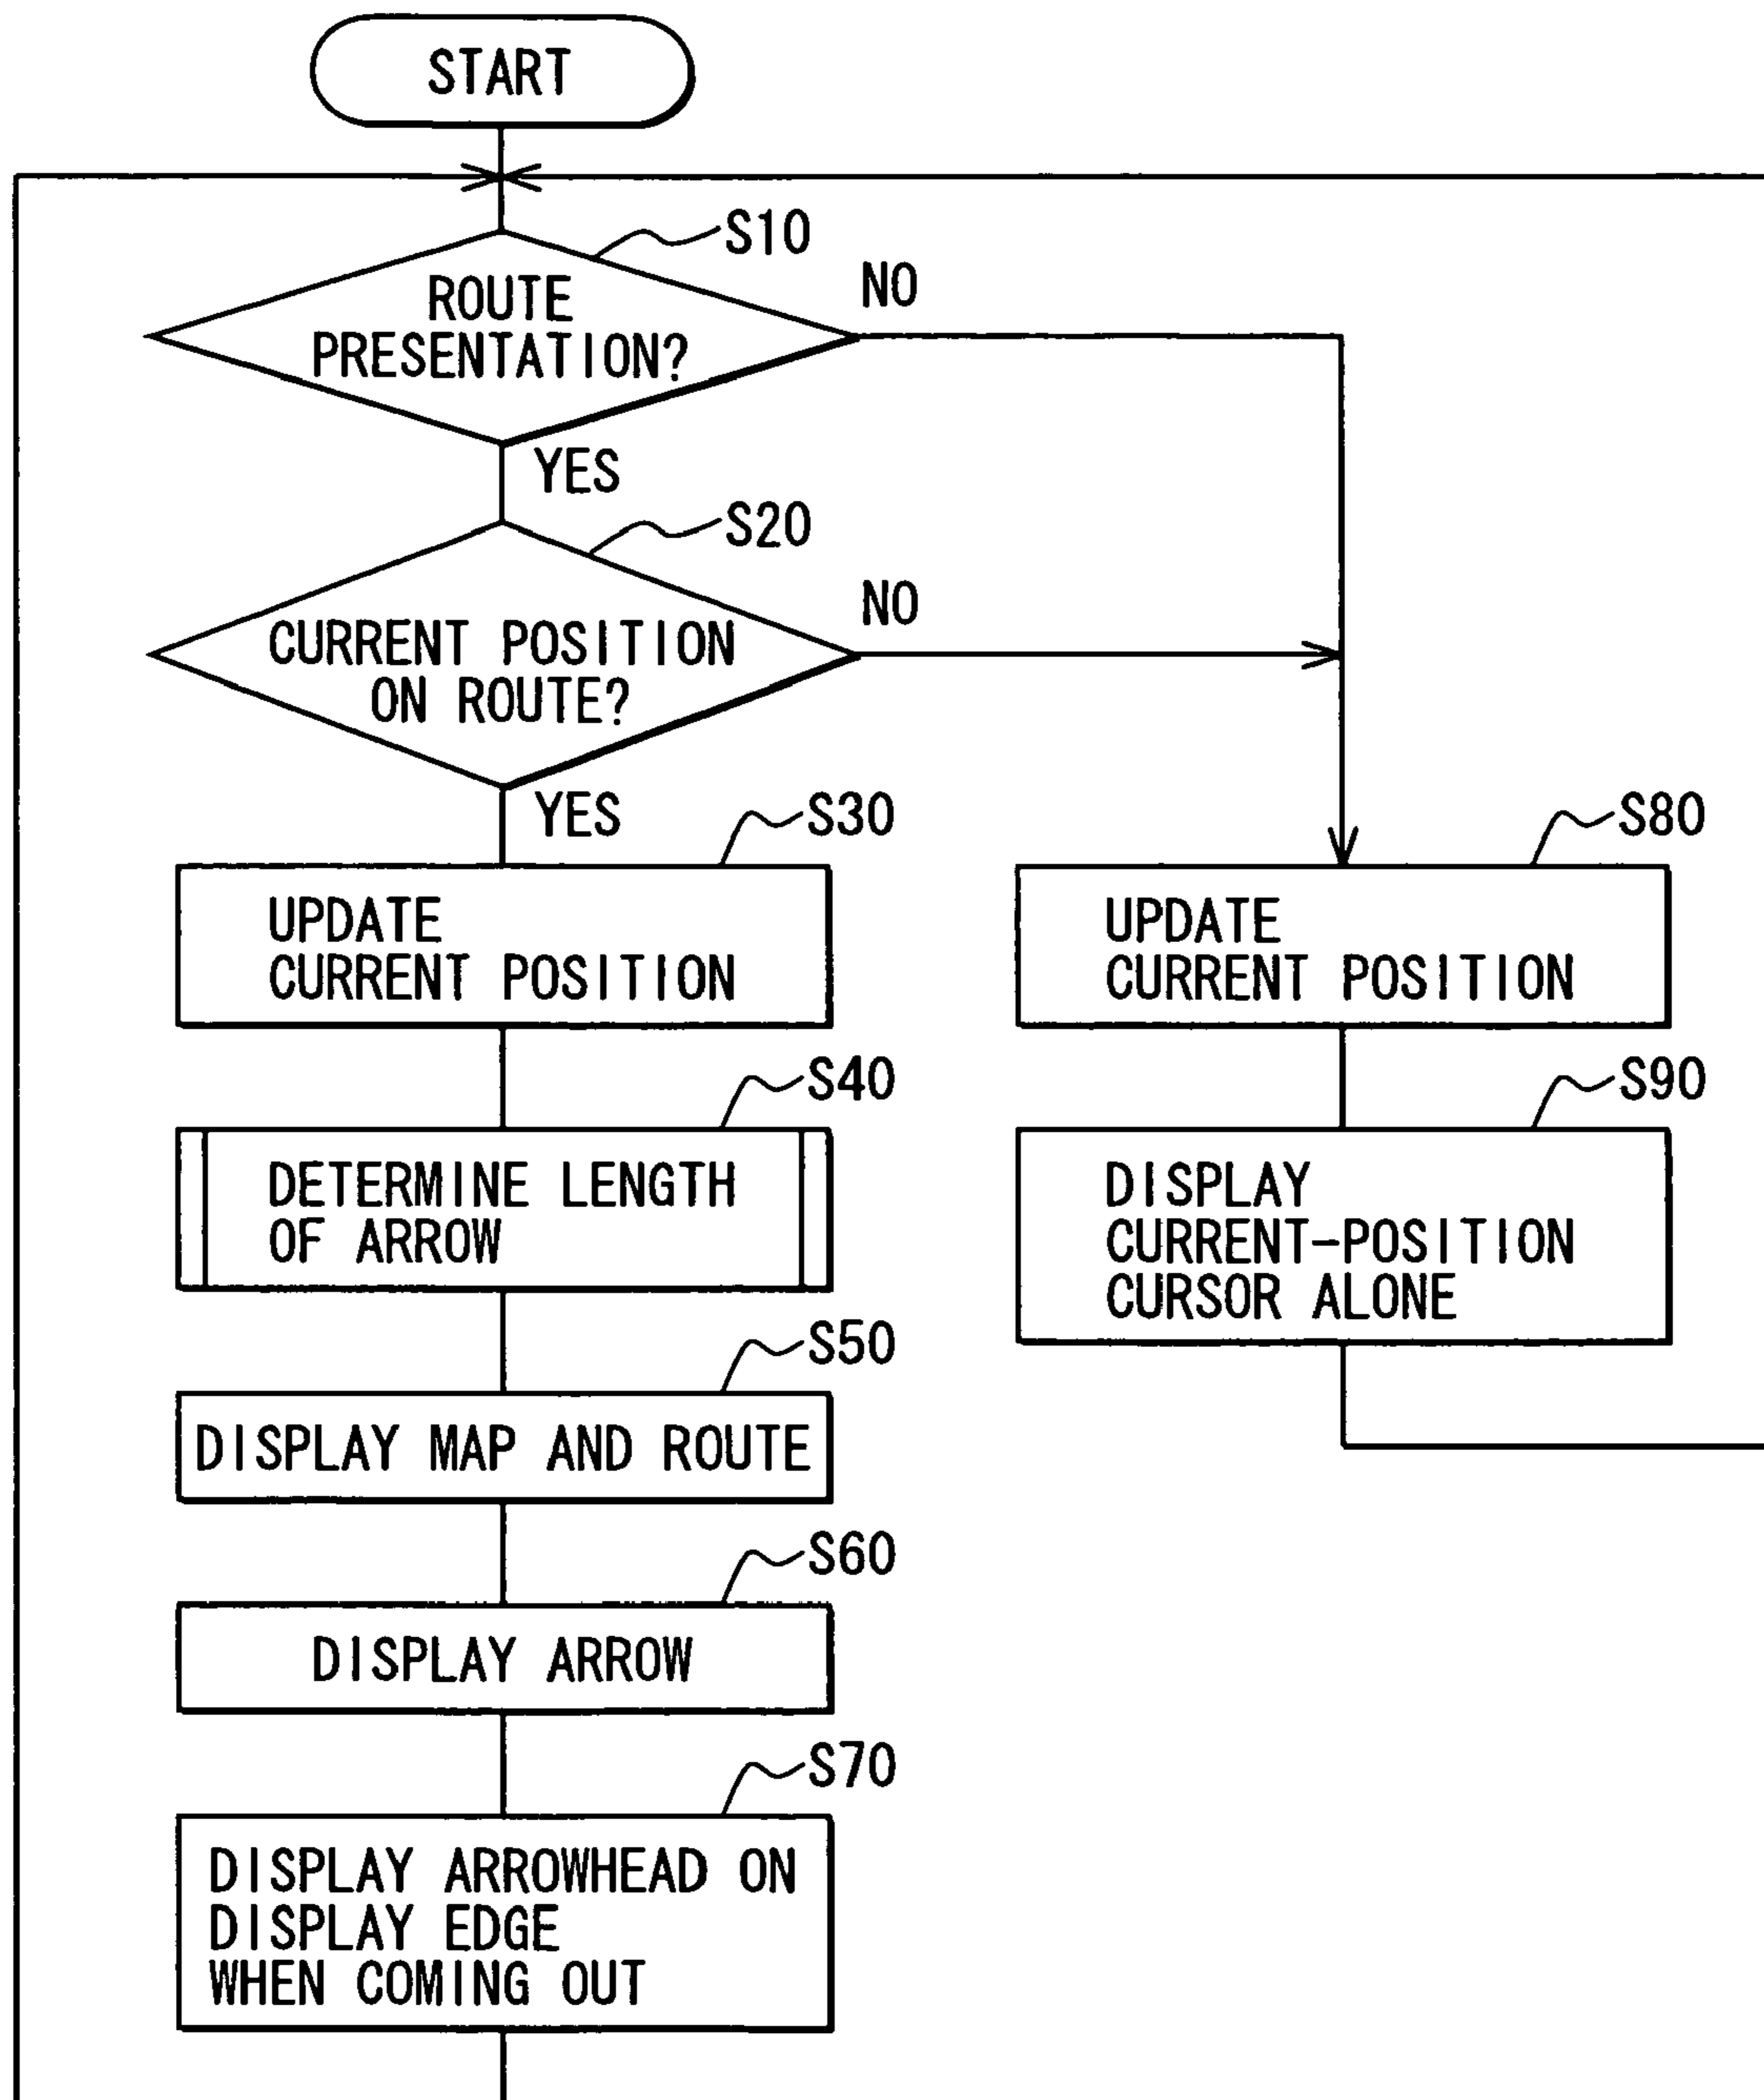 START
S10
ROUTE
PRESENTATION?
NO
YES
S20
CURRENT POSITION
ON ROUTE?
NO
YES
S30
UPDATE
CURRENT POSITION
S80
UPDATE
CURRENT POSITION
S40
DETERMINE LENGTH
OF ARROW
S90
DISPLAY
CURRENT-POSITION
CURSOR ALONE
S50
DISPLAY MAP AND ROUTE
S60
DISPLAY ARROW
S70
DISPLAY ARROWHEAD ON
DISPLAY EDGE
WHEN COMING OUT